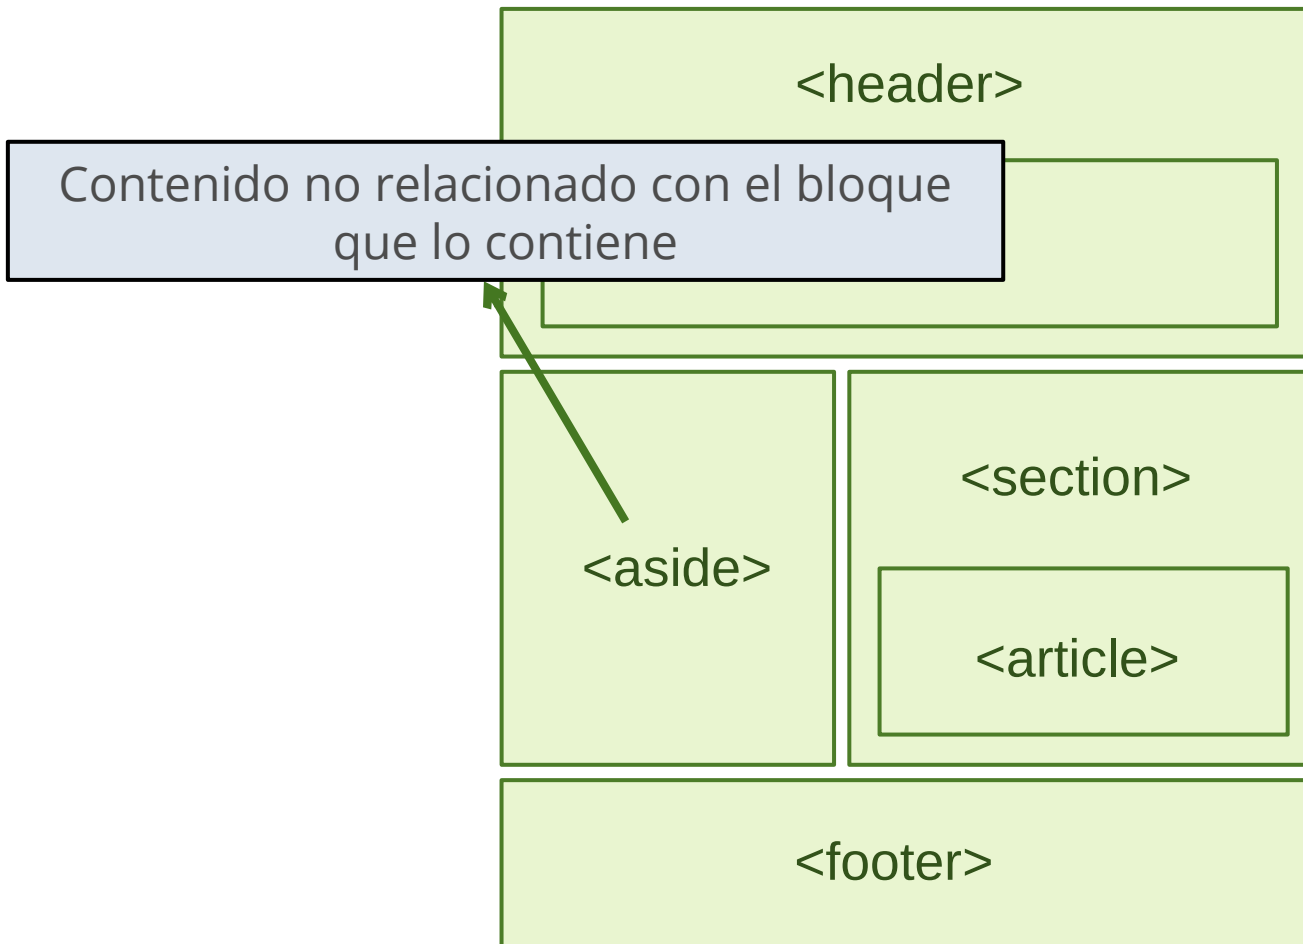 <header>
Contenido no relacionado con el bloque
que lo contiene
<section>
<aside>
<article>
<footer>